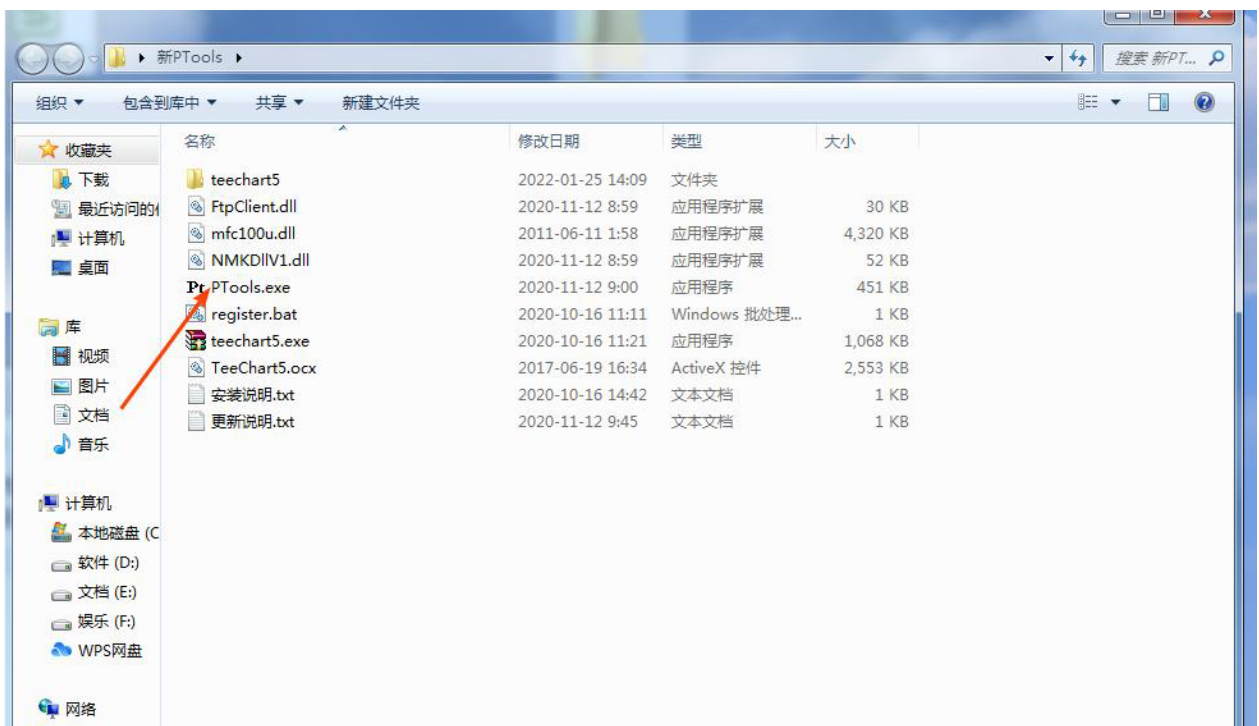 新PTools
搜索 新PT...
组织 包含到库中 共享 新建文件夹
名称 修改日期 类型 大小
收藏夹
下载
最近访问的
计算机
桌面
库
视频
图片
文档
音乐
计算机
本地磁盘 (C
软件 (D:)
文档 (E:)
娱乐 (F:)
WPS网盘
网络
teechart5 2022-01-25 14:09 文件夹
FtpClient.dll 2020-11-12 8:59 应用程序扩展 30 KB
mfc100u.dll 2011-06-11 1:58 应用程序扩展 4,320 KB
NMKDllV1.dll 2020-11-12 8:59 应用程序扩展 52 KB
Pt PTools.exe 2020-11-12 9:00 应用程序 451 KB
register.bat 2020-10-16 11:11 Windows 批处理... 1 KB
teechart5.exe 2020-10-16 11:21 应用程序 1,068 KB
TeeChart5.ocx 2017-06-19 16:34 ActiveX 控件 2,553 KB
安装说明.txt 2020-10-16 14:42 文本文档 1 KB
更新说明.txt 2020-11-12 9:45 文本文档 1 KB